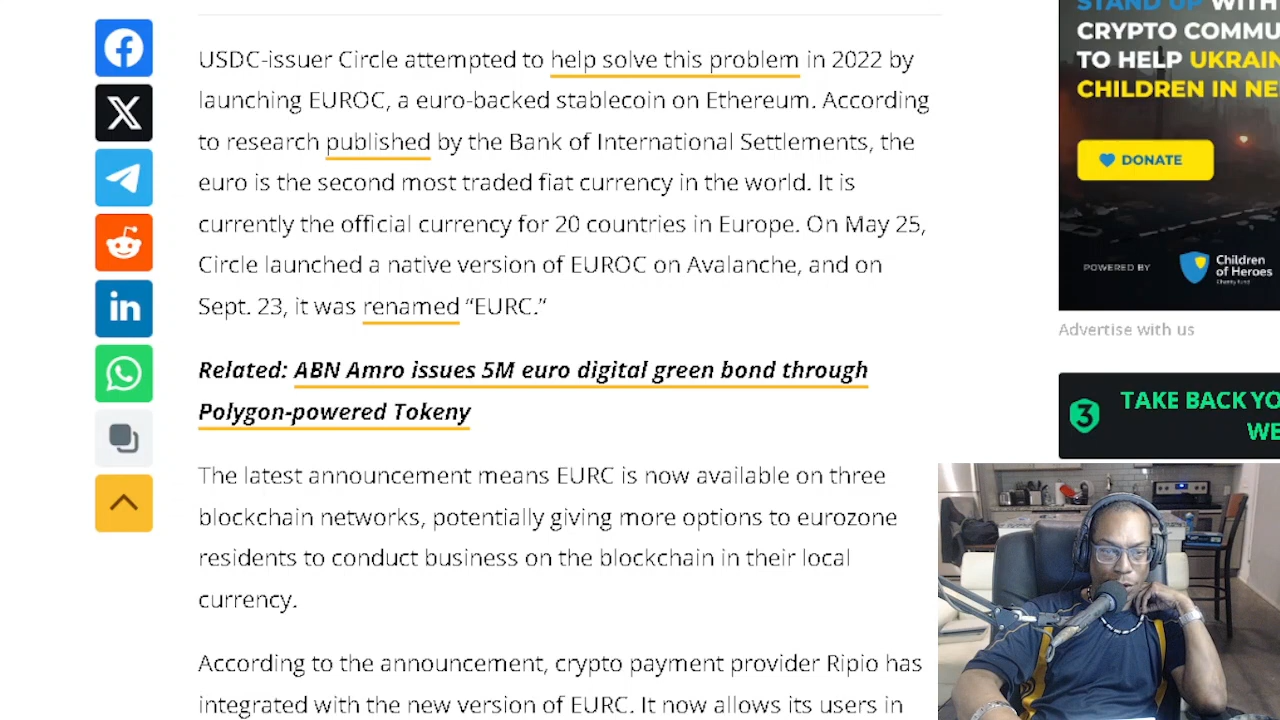 USDC-issuer Circle attempted to help solve this problem in 2022 by
launching EUROC, a euro-backed stablecoin on Ethereum. According
to research published by the Bank of International Settlements, the
euro is the second most traded fiat currency in the world. It is
currently the official currency for 20 countries in Europe. On May 25,
Circle launched a native version of EUROC on Avalanche, and on
Sept. 23, it was renamed “EURC.”
Related: ABN Amro issues 5M euro digital green bond through
Polygon-powered Tokeny
The latest announcement means EURC is now available on three
blockchain networks, potentially giving more options to eurozone
residents to conduct business on the blockchain in their local
currency.
According to the announcement, crypto payment provider Ripio has
integrated with the new version of EURC. It now allows its users in
STAND UP WITH
CRYPTO COMMU
TO HELP UKRAIN
CHILDREN IN NE
DONATE
POWERED BY
Children
of Heroes
Charity Fund
Advertise with us
3
TAKE BACK YO
WE